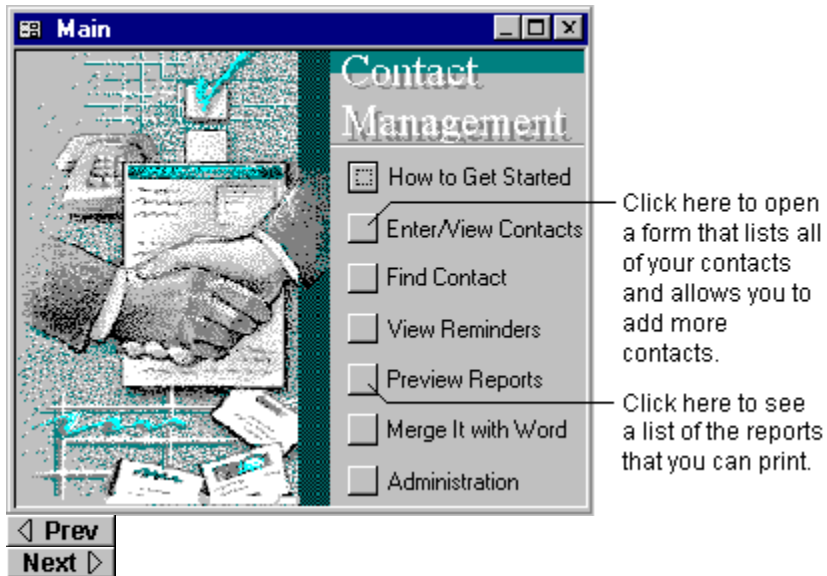 Main
Contact
Management
How to Get Started
Enter/View Contacts
Find Contact
View Reminders
Preview Reports
Merge It with Word
Administration
Click here to open
a form that lists all
of your contacts
and allows you to
add more
contacts.
Click here to see
a list of the reports
that you can print.
Prev
Next